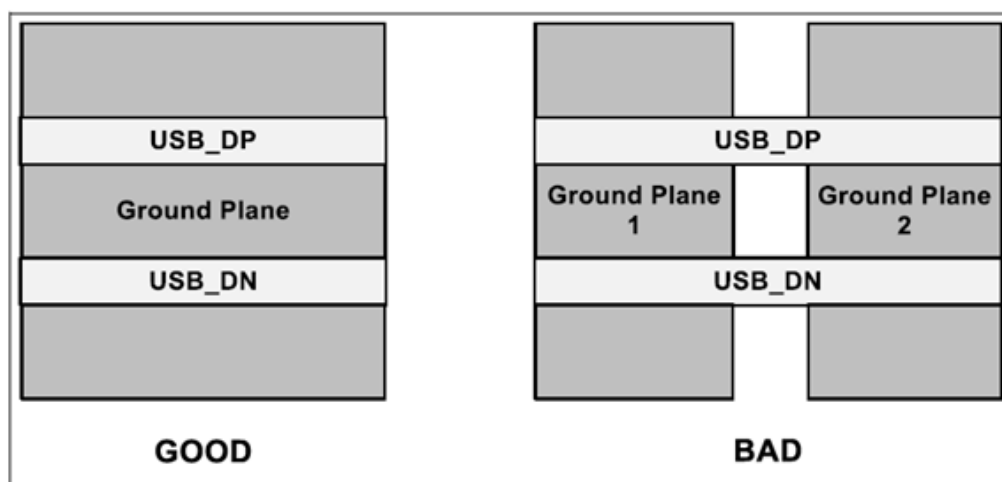 USB_DP
Ground Plane
USB_DN
GOOD
USB_DP
Ground Plane
1
Ground Plane
2
USB_DN
BAD